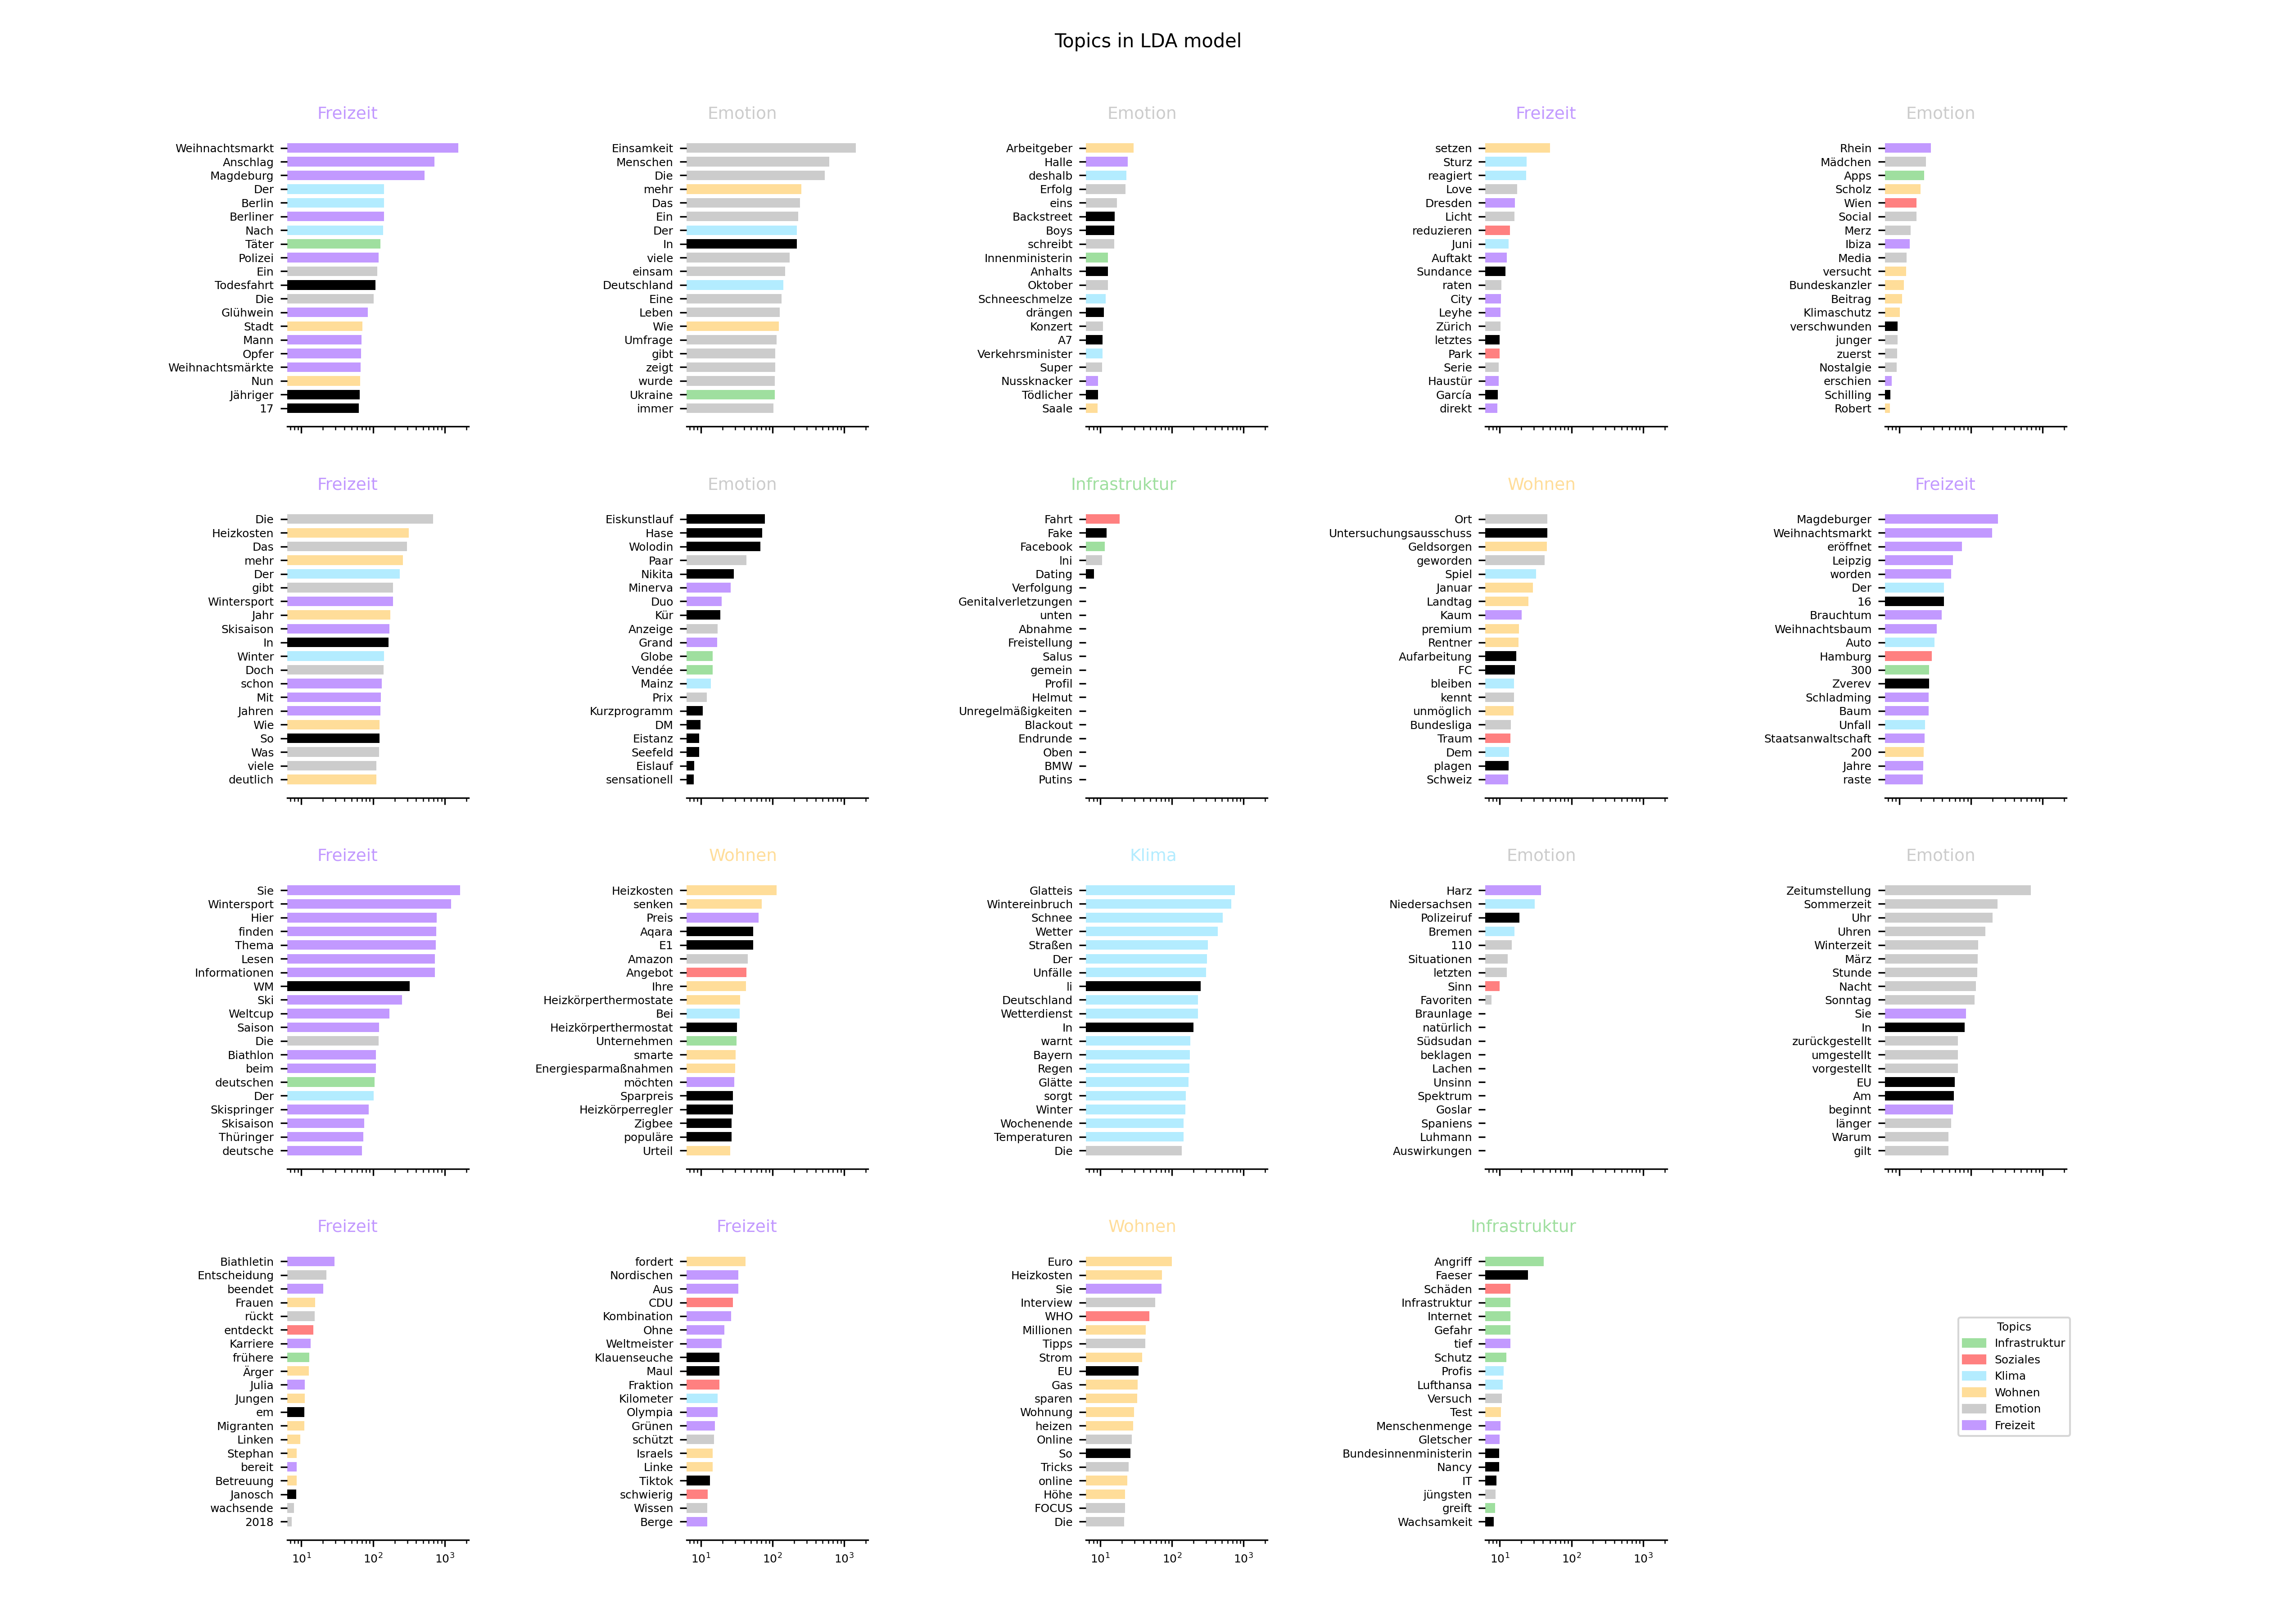 Topics in LDA model
Freizeit
Weihnachtsmarkt
Anschlag
Magdeburg
Der
Berlin
Berliner
Nach
Täter
Polizei
Ein
Todesfahrt
Die
Glühwein
Stadt
Mann
Opfer
Weihnachtsmärkte
Nun
Jähriger
17
Emotion
Einsamkeit
Menschen
Die
mehr
Das
Ein
Der
In
viele
einsam
Deutschland
Eine
Leben
Wie
Umfrage
gibt
zeigt
wurde
Ukraine
immer
Emotion
Arbeitgeber
Halle
deshalb
Erfolg
eins
Backstreet
Boys
schreibt
Innenministerin
Anhalts
Oktober
Schneeschmelze
drängen
Konzert
A7
Verkehrsminister
Super
Nussknacker
Tödlicher
Saale
Freizeit
setzen
Sturz
reagiert
Love
Dresden
Licht
reduzieren
Juni
Auftakt
Sundance
raten
City
Leyhe
Zürich
letztes
Park
Serie
Haustür
García
direkt
Emotion
Rhein
Mädchen
Apps
Scholz
Wien
Social
Merz
Ibiza
Media
versucht
Bundeskanzler
Beitrag
Klimaschutz
verschwunden
junger
zuerst
Nostalgie
erschien
Schilling
Robert
Freizeit
Die
Heizkosten
Das
mehr
Der
gibt
Wintersport
Jahr
Skisaison
In
Winter
Doch
schon
Mit
Jahren
Wie
So
Was
viele
deutlich
Emotion
Eiskunstlauf
Hase
Wolodin
Paar
Nikita
Minerva
Duo
Kür
Anzeige
Grand
Globe
Vendée
Mainz
Prix
Kurzprogramm
DM
Eistanz
Seefeld
Eislauf
sensationell
Infrastruktur
Fahrt
Fake
Facebook
Ini
Dating
Verfolgung
Genitalverletzungen
unten
Abnahme
Freistellung
Salus
gemein
Profil
Helmut
Unregelmäßigkeiten
Blackout
Endrunde
Oben
BMW
Putins
Wohnen
Ort
Untersuchungsausschuss
Geldsorgen
geworden
Spiel
Januar
Landtag
Kaum
premium
Rentner
Aufarbeitung
FC
bleiben
kennt
unmöglich
Bundesliga
Traum
Dem
plagen
Schweiz
Freizeit
Magdeburger
Weihnachtsmarkt
eröffnet
Leipzig
worden
Der
16
Brauchtum
Weihnachtsbaum
Auto
Hamburg
300
Zverev
Schladming
Baum
Unfall
Staatsanwaltschaft
200
Jahre
raste
Freizeit
Sie
Wintersport
Hier
finden
Thema
Lesen
Informationen
WM
Ski
Weltcup
Saison
Die
Biathlon
beim
deutschen
Der
Skispringer
Skisaison
Thüringer
deutsche
Wohnen
Heizkosten
senken
Preis
Aqara
E1
Amazon
Angebot
Ihre
Heizkörperthermostate
Bei
Heizkörperthermostat
Unternehmen
smarte
Energiesparmaßnahmen
möchten
Sparpreis
Heizkörperregler
Zigbee
populäre
Urteil
Klima
Glatteis
Wintereinbruch
Schnee
Wetter
Straßen
Der
Unfälle
li
Deutschland
Wetterdienst
In
warnt
Bayern
Regen
Glätte
sorgt
Winter
Wochenende
Temperaturen
Die
Emotion
Harz
Niedersachsen
Polizeiruf
Bremen
110
Situationen
letzten
Sinn
Favoriten
Braunlage
natürlich
Südsudan
beklagen
Lachen
Unsinn
Spektrum
Goslar
Spaniens
Luhmann
Auswirkungen
Emotion
Zeitumstellung
Sommerzeit
Uhr
Uhren
Winterzeit
März
Stunde
Nacht
Sonntag
Sie
In
zurückgestellt
umgestellt
vorgestellt
EU
Am
beginnt
länger
Warum
gilt
Freizeit
Biathletin
Entscheidung
beendet
Frauen
rückt
entdeckt
Karriere
frühere
Ärger
Julia
Jungen
em
Migranten
Linken
Stephan
bereit
Betreuung
Janosch
wachsende
2018
10¹ 10² 10³
Freizeit
fordert
Nordischen
Aus
CDU
Kombination
Ohne
Weltmeister
Klauenseuche
Maul
Fraktion
Kilometer
Olympia
Grünen
schützt
Israels
Linke
Tiktok
schwierig
Wissen
Berge
10¹ 10² 10³
Wohnen
Euro
Heizkosten
Sie
Interview
WHO
Millionen
Tipps
Strom
EU
Gas
sparen
Wohnung
heizen
Online
So
Tricks
online
Höhe
FOCUS
Die
10¹ 10² 10³
Infrastruktur
Angriff
Faeser
Schäden
Infrastruktur
Internet
Gefahr
tief
Schutz
Profis
Lufthansa
Versuch
Test
Menschenmenge
Gletscher
Bundesinnenministerin
Nancy
IT
jüngsten
greift
Wachsamkeit
10¹ 10² 10³
Topics
Infrastruktur
Soziales
Klima
Wohnen
Emotion
Freizeit